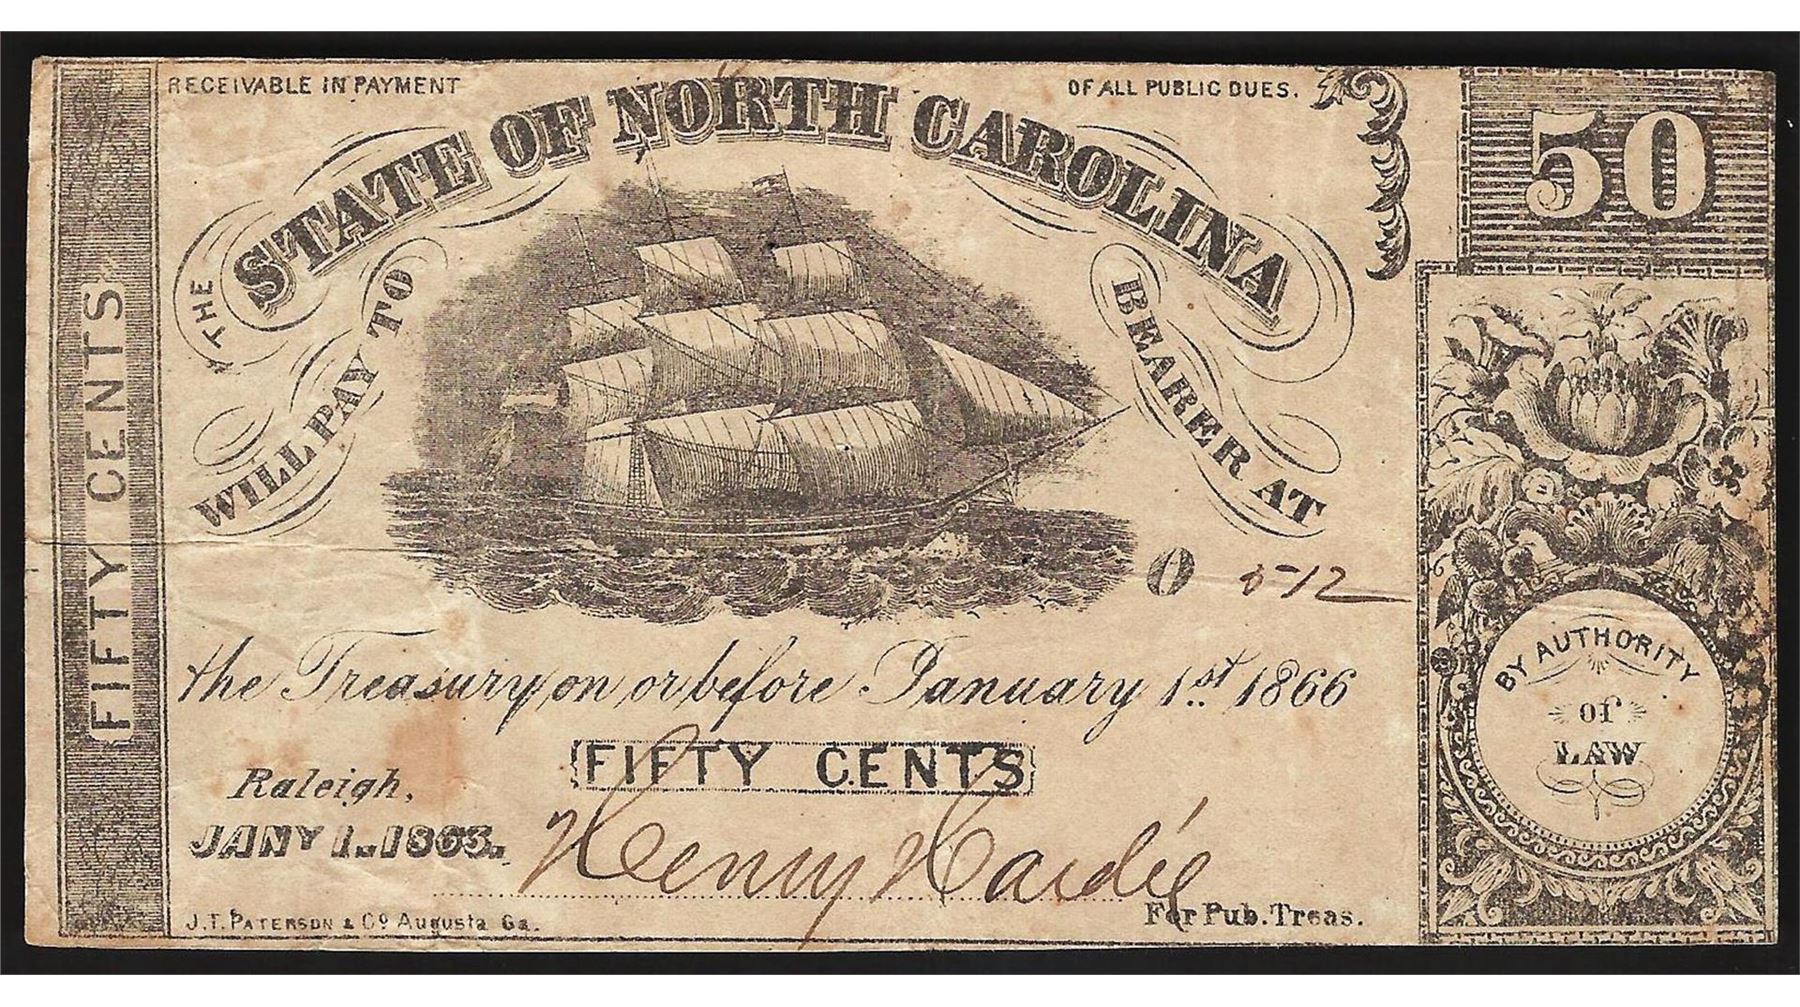 RECEIVABLE IN PAYMENT OF ALL PUBLIC DUES.
50
THE STATE OF NORTH CAROLINA
WILL PAY TO BEARER AT
FIFTY CENTS
O 512
the Treasury on or before January 1st. 1866
BY AUTHORITY
of
LAW
FIFTY CENTS
Raleigh,
JANY 1. 1863.
Henry Hardie
For Pub. Treas.
J.T. PATERSON & Co Augusta Ga.